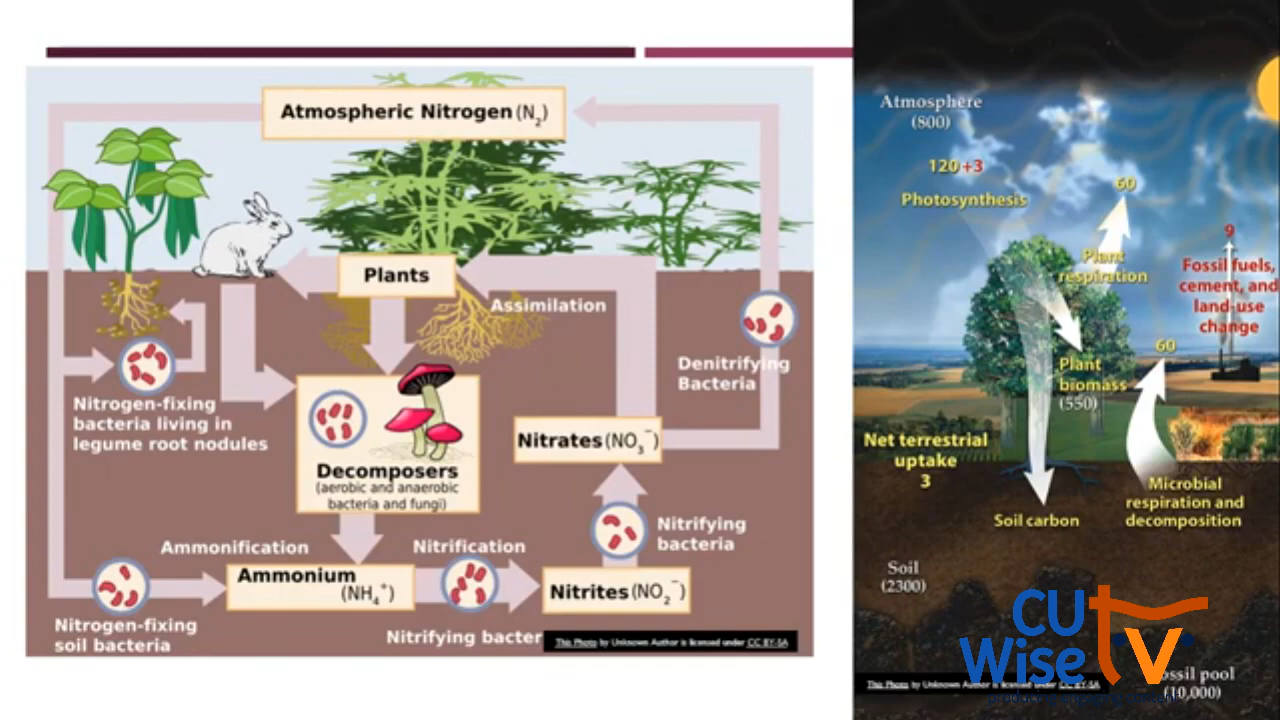 Atmospheric Nitrogen (N2)
Plants
Assimilation
Denitrifying
Bacteria
Nitrogen-fixing
bacteria living in
legume root nodules
Nitrates (NO3−)
Decomposers
(aerobic and anaerobic
bacteria and fungi)
Nitrifying
bacteria
Ammonification
Nitrification
Ammonium
(NH4+)
Nitrites (NO2−)
Nitrogen-fixing
soil bacteria
Nitrifying bacter
This Photo by Unknown Author is licensed under CC BY-SA
Atmosphere
(800)
120 +3
Photosynthesis
60
Plant
respiration
9
Fossil fuels,
cement, and
land-use
change
60
Plant
biomass
(550)
Net terrestrial
uptake
3
Microbial
respiration and
decomposition
Soil carbon
Soil
(2300)
CU
Wise tv
ossil pool
(10,000)
This Photo by Unknown Author is licensed under CC BY-SA